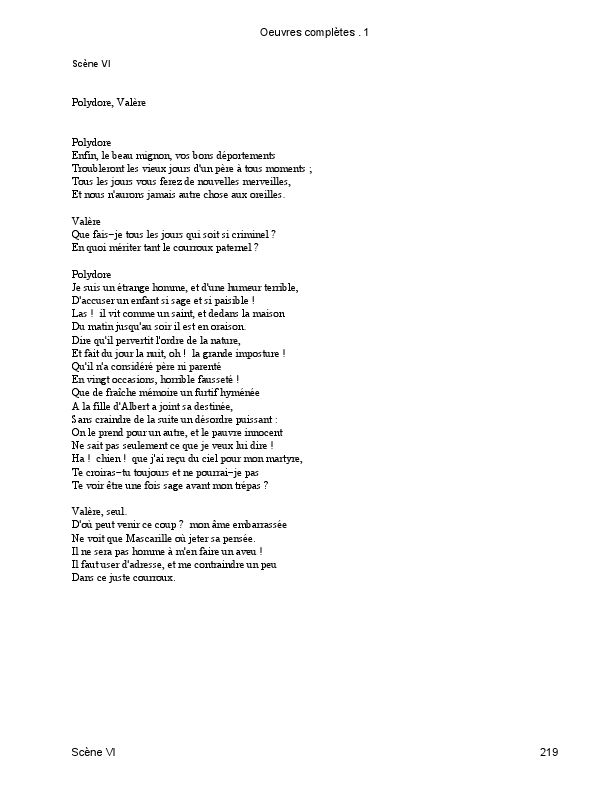 Oeuvres complètes . 1
Scène VI
Polydore, Valère
Polydore
Enfin, le beau mignon, vos bons déportements
Troubleront les vieux jours d'un père à tous moments ;
Tous les jours vous ferez de nouvelles merveilles,
Et nous n'aurons jamais autre chose aux oreilles.
Valère
Que fais−je tous les jours qui soit si criminel ?
En quoi mériter tant le courroux paternel ?
Polydore
Je suis un étrange homme, et d'une humeur terrible,
D'accuser un enfant si sage et si paisible !
Las ! il vit comme un saint, et dedans la maison
Du matin jusqu'au soir il est en oraison.
Dire qu'il pervertit l'ordre de la nature,
Et fait du jour la nuit, oh ! la grande imposture !
Qu'il n'a considéré père ni parenté
En vingt occasions, horrible fausseté !
Que de fraîche mémoire un furtif hyménée
A la fille d'Albert a joint sa destinée,
Sans craindre de la suite un désordre puissant :
On le prend pour un autre, et le pauvre innocent
Ne sait pas seulement ce que je veux lui dire !
Ha ! chien ! que j'ai reçu du ciel pour mon martyre,
Te croiras−tu toujours et ne pourrai−je pas
Te voir être une fois sage avant mon trépas ?
Valère, seul.
D'où peut venir ce coup ? mon âme embarrassée
Ne voit que Mascarille où jeter sa pensée.
Il ne sera pas homme à m'en faire un aveu !
Il faut user d'adresse, et me contraindre un peu
Dans ce juste courroux.
Scène VI 219